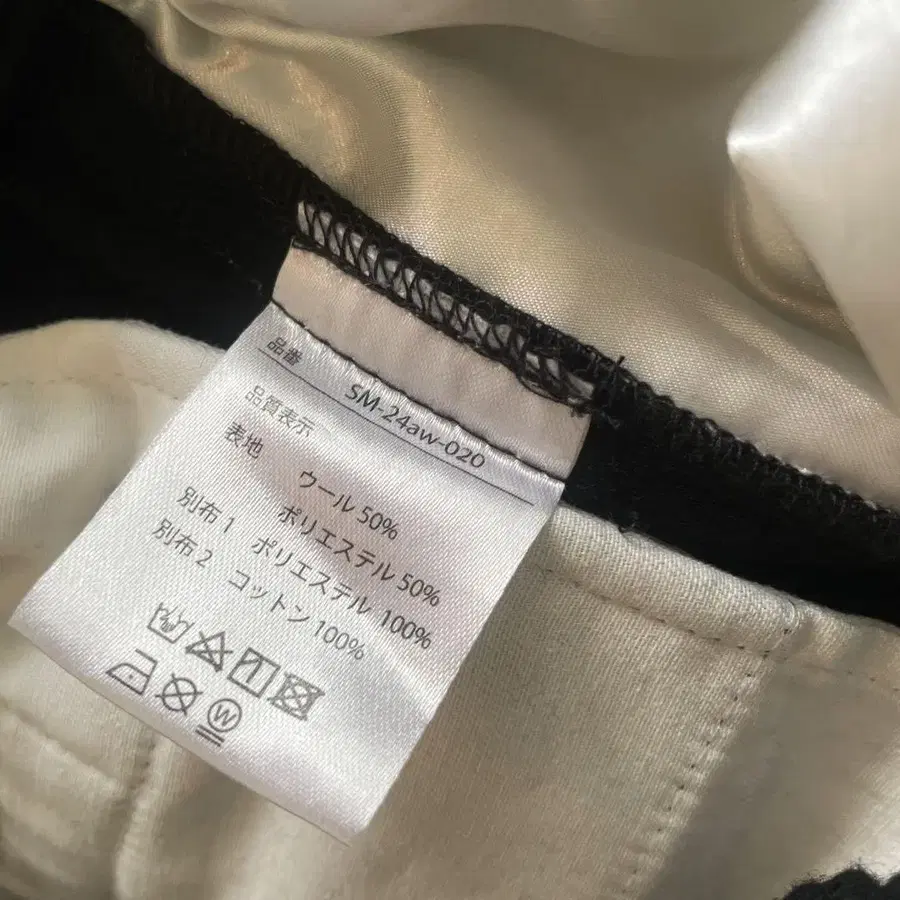 品番 SM-24aw-020
品質表示
表地 ウール 50%
ポリエステル 50%
別布 1 ポリエステル 100%
別布 2 コットン 100%
W